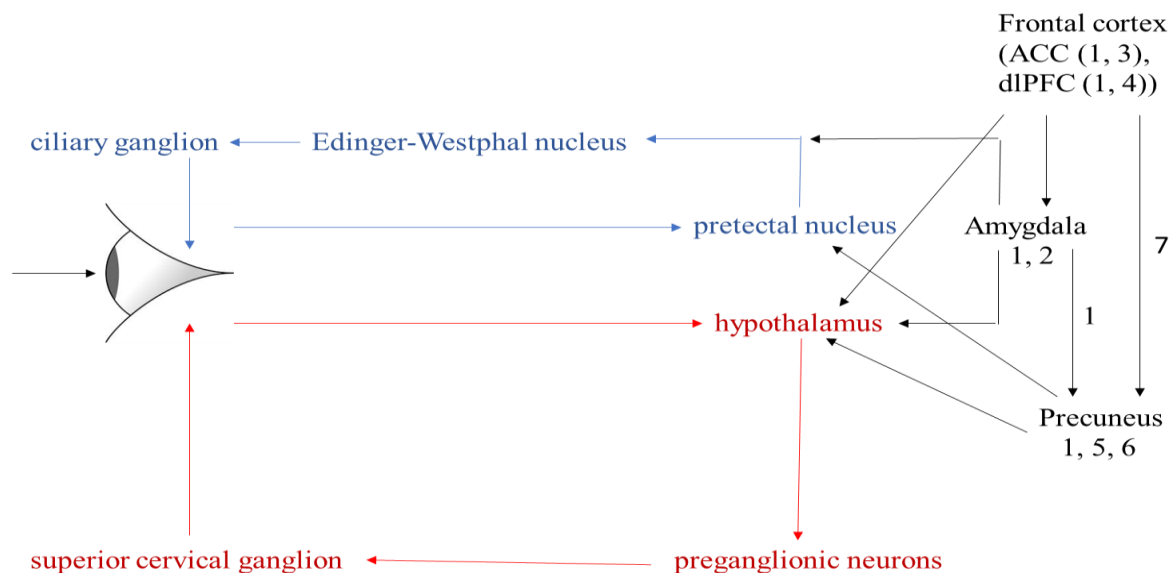 Frontal cortex
(ACC (1, 3),
dlPFC (1, 4))
ciliary ganglion
Edinger-Westphal nucleus
pretectal nucleus
Amygdala
1, 2
7
hypothalamus
1
Precuneus
1, 5, 6
superior cervical ganglion
preganglionic neurons